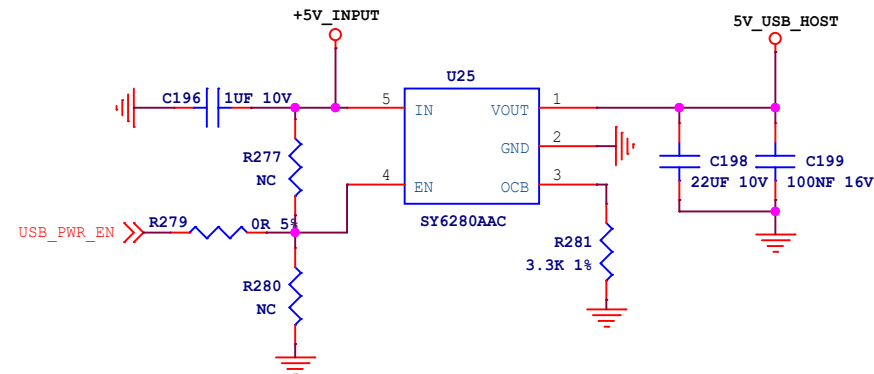 +5V_INPUT
5V_USB_HOST
U25
C196
1UF 10V
5
IN
VOUT
1
GND
2
R277
NC
4
EN
OCB
3
C198
22UF 10V
C199
100NF 16V
SY6280AAC
USB_PWR_EN
R279
0R 5%
R281
3.3K 1%
R280
NC